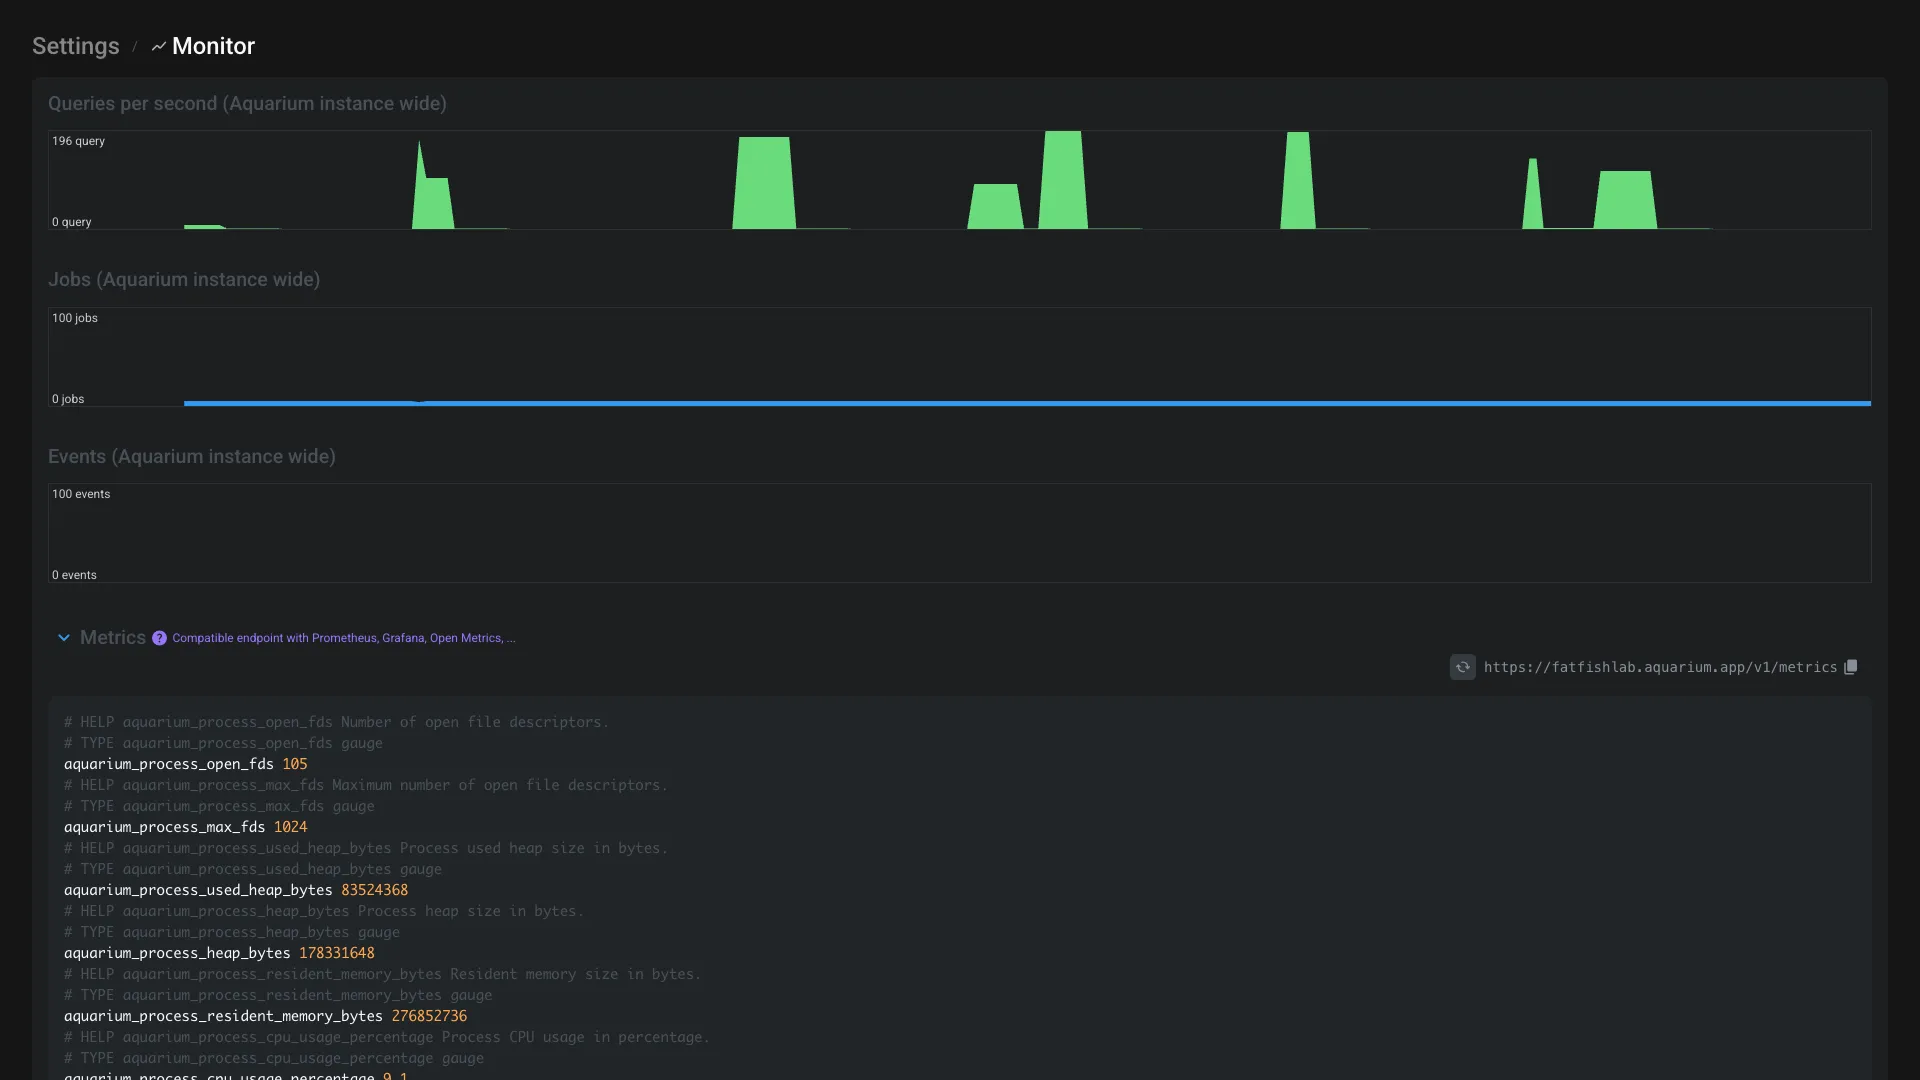 Settings / Monitor
Queries per second (Aquarium instance wide)
196 query
0 query
Jobs (Aquarium instance wide)
100 jobs
0 jobs
Events (Aquarium instance wide)
100 events
0 events
Metrics ? Compatible endpoint with Prometheus, Grafana, Open Metrics, ...
https://fatfishlab.aquarium.app/v1/metrics
# HELP aquarium_process_open_fds Number of open file descriptors.
# TYPE aquarium_process_open_fds gauge
aquarium_process_open_fds 105
# HELP aquarium_process_max_fds Maximum number of open file descriptors.
# TYPE aquarium_process_max_fds gauge
aquarium_process_max_fds 1024
# HELP aquarium_process_used_heap_bytes Process used heap size in bytes.
# TYPE aquarium_process_used_heap_bytes gauge
aquarium_process_used_heap_bytes 83524368
# HELP aquarium_process_heap_bytes Process heap size in bytes.
# TYPE aquarium_process_heap_bytes gauge
aquarium_process_heap_bytes 178331648
# HELP aquarium_process_resident_memory_bytes Resident memory size in bytes.
# TYPE aquarium_process_resident_memory_bytes gauge
aquarium_process_resident_memory_bytes 276852736
# HELP aquarium_process_cpu_usage_percentage Process CPU usage in percentage.
# TYPE aquarium_process_cpu_usage_percentage gauge
aquarium_process_cpu_usage_percentage 9.1